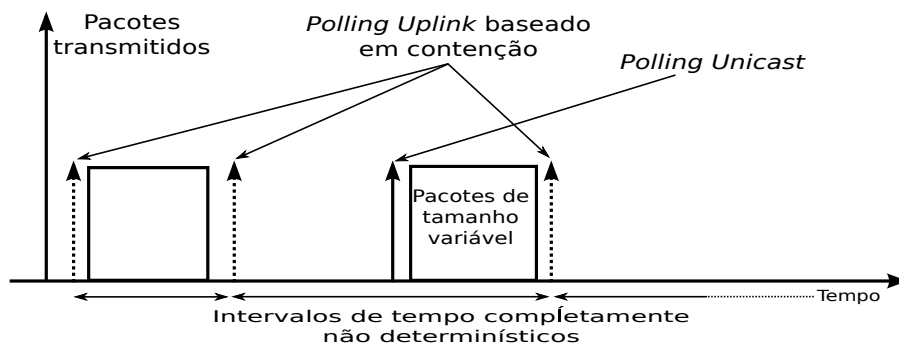 Pacotes
transmitidos
Polling Uplink baseado
em contenção
Polling Unicast
Pacotes de
tamanho
variável
Tempo
Intervalos de tempo completamente
não determinísticos